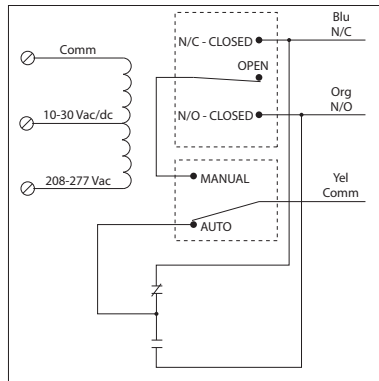 Comm
10-30 Vac/dc
208-277 Vac
N/C - CLOSED
OPEN
N/O - CLOSED
MANUAL
AUTO
Blu
N/C
Org
N/O
Yel
Comm